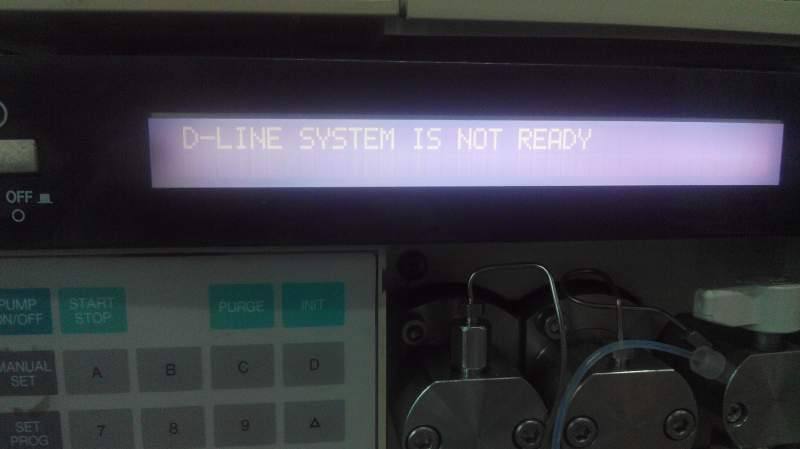 D-LINE SYSTEM IS NOT READY
OFF
PUMP ON/OFF
START STOP
PURGE
INIT
MANUAL SET
A
B
C
D
SET PROG
7
8
9
Δ